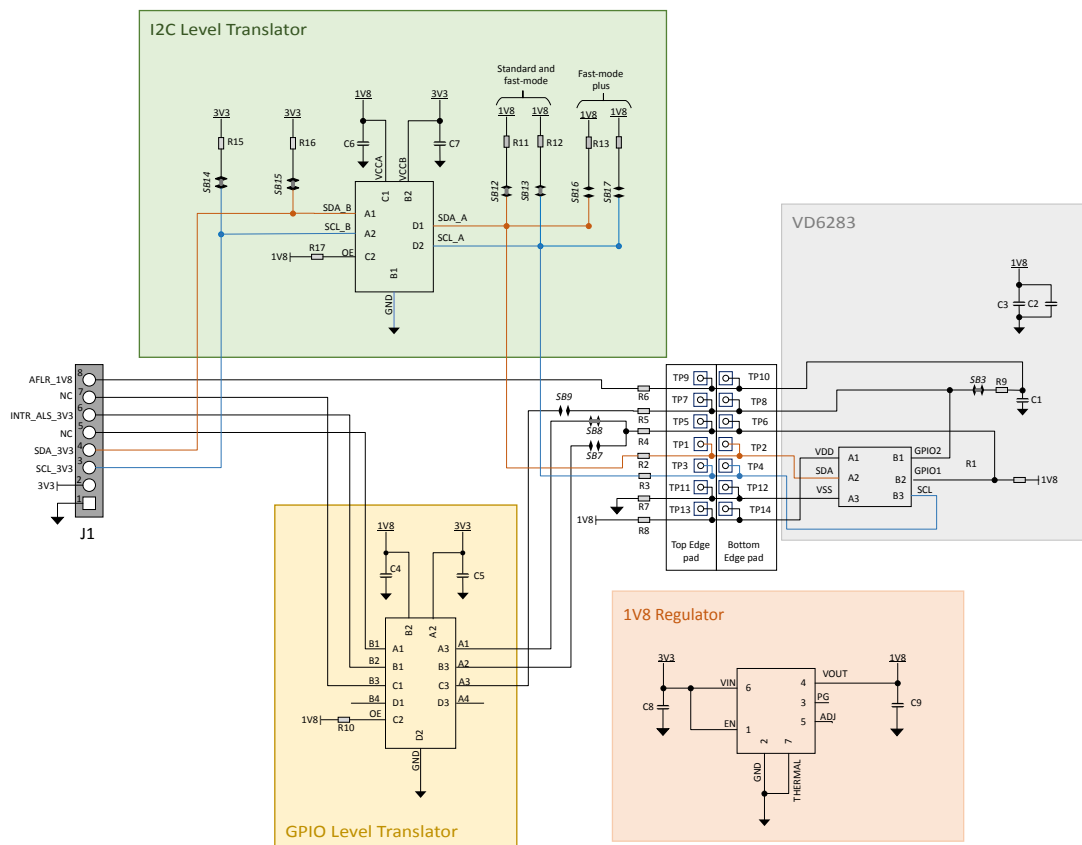 I2C Level Translator
Standard and
fast-mode
Fast-mode
plus
1V8
3V3
1V8
1V8
1V8
1V8
3V3
3V3
R15
R16
C6
C7
R11
R12
R13
SB14
SB15
VCCA
VCCB
SB12
SB13
SB16
SB17
C1
B2
SDA_B
A1
D1
SDA_A
SCL_B
A2
D2
SCL_A
1V8
R17
OE
C2
B1
GND
VD6283
1V8
C3
C2
AFLR_1V8
8
NC
7
INTR_ALS_3V3
6
NC
5
SDA_3V3
4
SCL_3V3
3
3V3
2
1
J1
SB9
SB8
SB7
R6
R5
R4
R2
R3
R7
1V8
R8
TP9
TP10
TP7
TP8
TP5
TP6
TP1
TP2
TP3
TP4
TP11
TP12
TP13
TP14
Top Edge
pad
Bottom
Edge pad
SB3
R9
C1
VDD
A1
B1
GPIO2
SDA
A2
B2
GPIO1
R1
1V8
VSS
A3
B3
SCL
1V8
3V3
C4
C5
B2
A2
B1
A1
A3
A1
B2
B1
B3
A2
B3
C1
C3
A3
B4
D1
D3
A4
1V8
R10
OE
C2
D2
GND
GPIO Level Translator
1V8 Regulator
3V3
1V8
VIN
6
4
VOUT
C8
3
PG
C9
EN
1
5
ADJ
2
7
GND
THERMAL